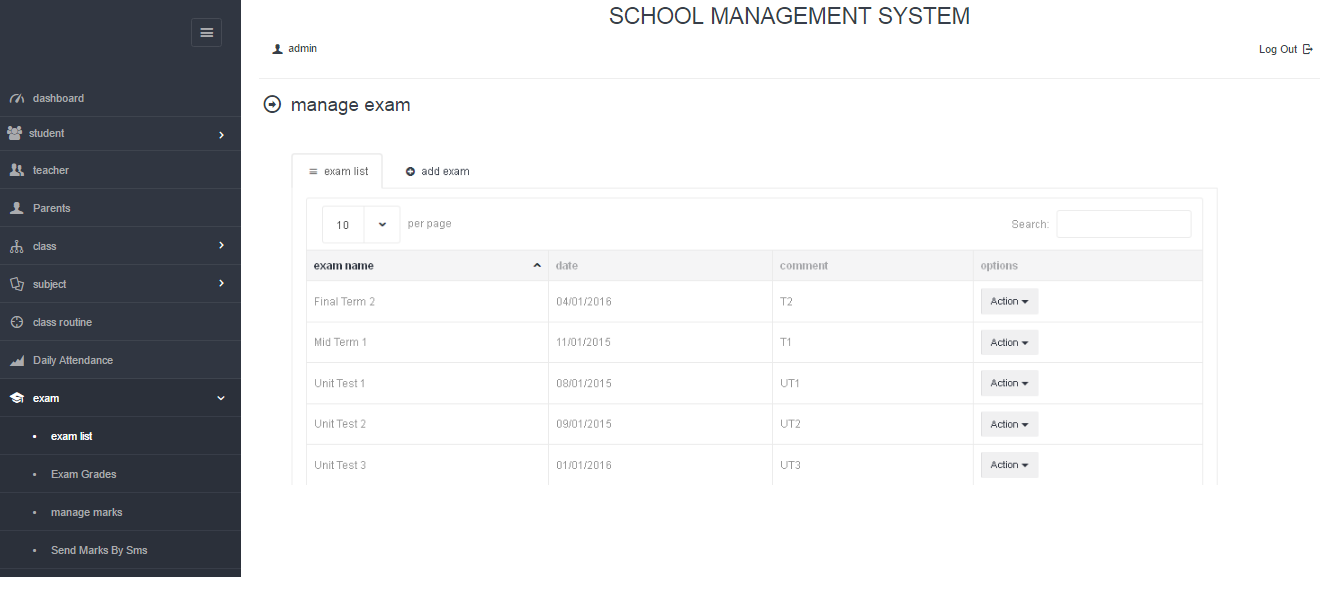 SCHOOL MANAGEMENT SYSTEM
admin
Log Out
dashboard
student
teacher
Parents
class
subject
class routine
Daily Attendance
exam
exam list
Exam Grades
manage marks
Send Marks By Sms
manage exam
exam list add exam
10 per page Search:
exam name date comment options
Final Term 2 04/01/2016 T2 Action
Mid Term 1 11/01/2015 T1 Action
Unit Test 1 08/01/2015 UT1 Action
Unit Test 2 09/01/2015 UT2 Action
Unit Test 3 01/01/2016 UT3 Action